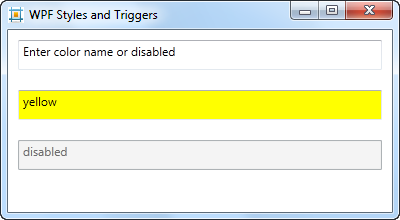 WPF Styles and Triggers
Enter color name or disabled
yellow
disabled